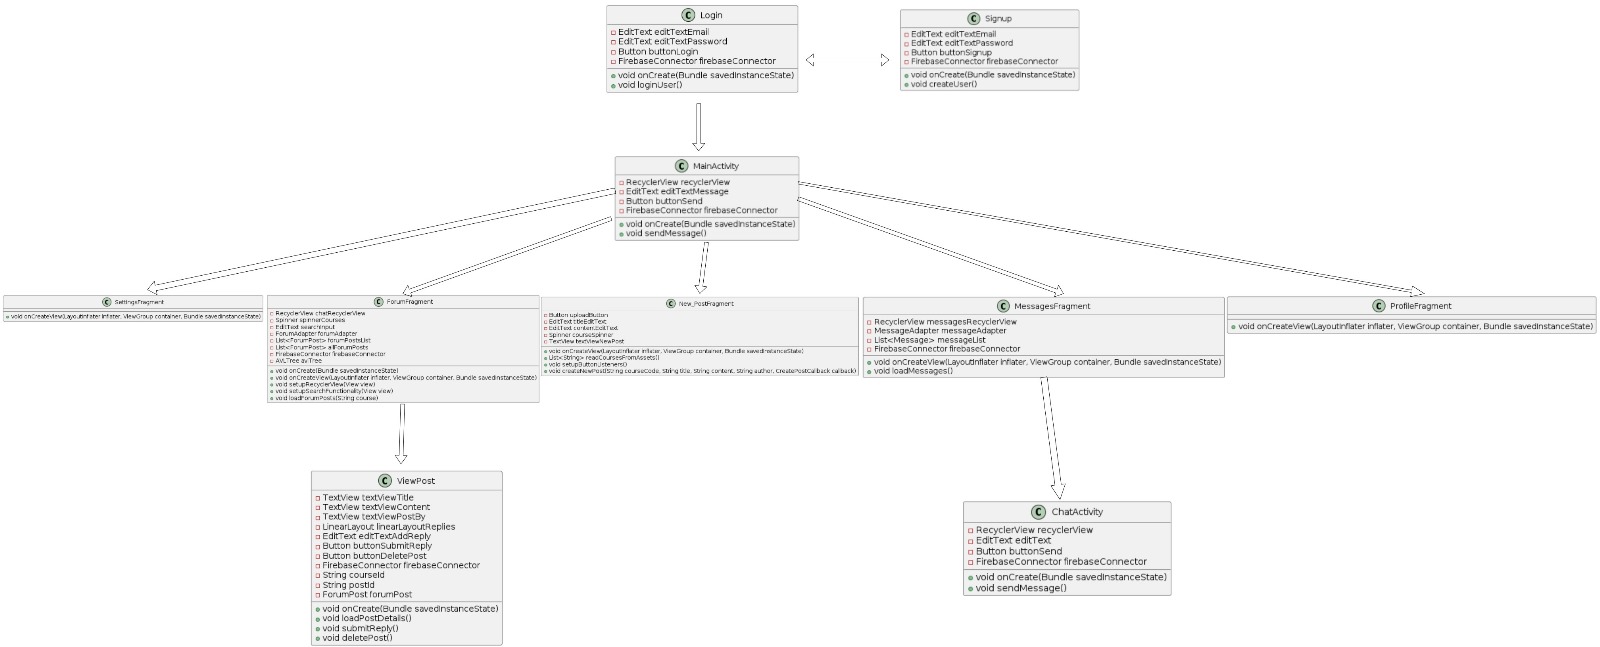 C Login
EditText editTextEmail
EditText editTextPassword
Button buttonLogin
FirebaseConnector firebaseConnector
void onCreate(Bundle savedInstanceState)
void loginUser()
C Signup
EditText editTextEmail
EditText editTextPassword
Button buttonSignup
FirebaseConnector firebaseConnector
void onCreate(Bundle savedInstanceState)
void createUser()
C MainActivity
RecyclerView recyclerView
EditText editTextMessage
Button buttonSend
FirebaseConnector firebaseConnector
void onCreate(Bundle savedInstanceState)
void sendMessage()
C SettingsFragment
void onCreateView(LayoutInflater inflater, ViewGroup container, Bundle savedInstanceState)
C ForumFragment
RecyclerView chatRecyclerView
Spinner spinnerCourses
EditText searchInput
ForumAdapter forumAdapter
List<ForumPost> forumPostsList
List<ForumPost> allForumPosts
FirebaseConnector firebaseConnector
AVLTree avlTree
void onCreate(Bundle savedInstanceState)
void onCreateView(LayoutInflater inflater, ViewGroup container, Bundle savedInstanceState)
void setupRecyclerView(View view)
void setupSearchFunctionality(View view)
void loadForumPosts(String course)
C New_PostFragment
Button uploadButton
EditText titleEditText
EditText contentEditText
Spinner courseSpinner
TextView textViewNewPost
void onCreateView(LayoutInflater inflater, ViewGroup container, Bundle savedInstanceState)
List<String> readCoursesFromAssets()
void setupButtonListeners()
void createNewPost(String courseCode, String title, String content, String author, CreatePostCallback callback)
C MessagesFragment
RecyclerView messagesRecyclerView
MessageAdapter messageAdapter
List<Message> messageList
FirebaseConnector firebaseConnector
void onCreateView(LayoutInflater inflater, ViewGroup container, Bundle savedInstanceState)
void loadMessages()
C ProfileFragment
void onCreateView(LayoutInflater inflater, ViewGroup container, Bundle savedInstanceState)
C ViewPost
TextView textViewTitle
TextView textViewContent
TextView textViewPostBy
LinearLayout linearLayoutReplies
EditText editTextAddReply
Button buttonSubmitReply
Button buttonDeletePost
FirebaseConnector firebaseConnector
String courseId
String postId
ForumPost forumPost
void onCreate(Bundle savedInstanceState)
void loadPostDetails()
void submitReply()
void deletePost()
C ChatActivity
RecyclerView recyclerView
EditText editText
Button buttonSend
FirebaseConnector firebaseConnector
void onCreate(Bundle savedInstanceState)
void sendMessage()